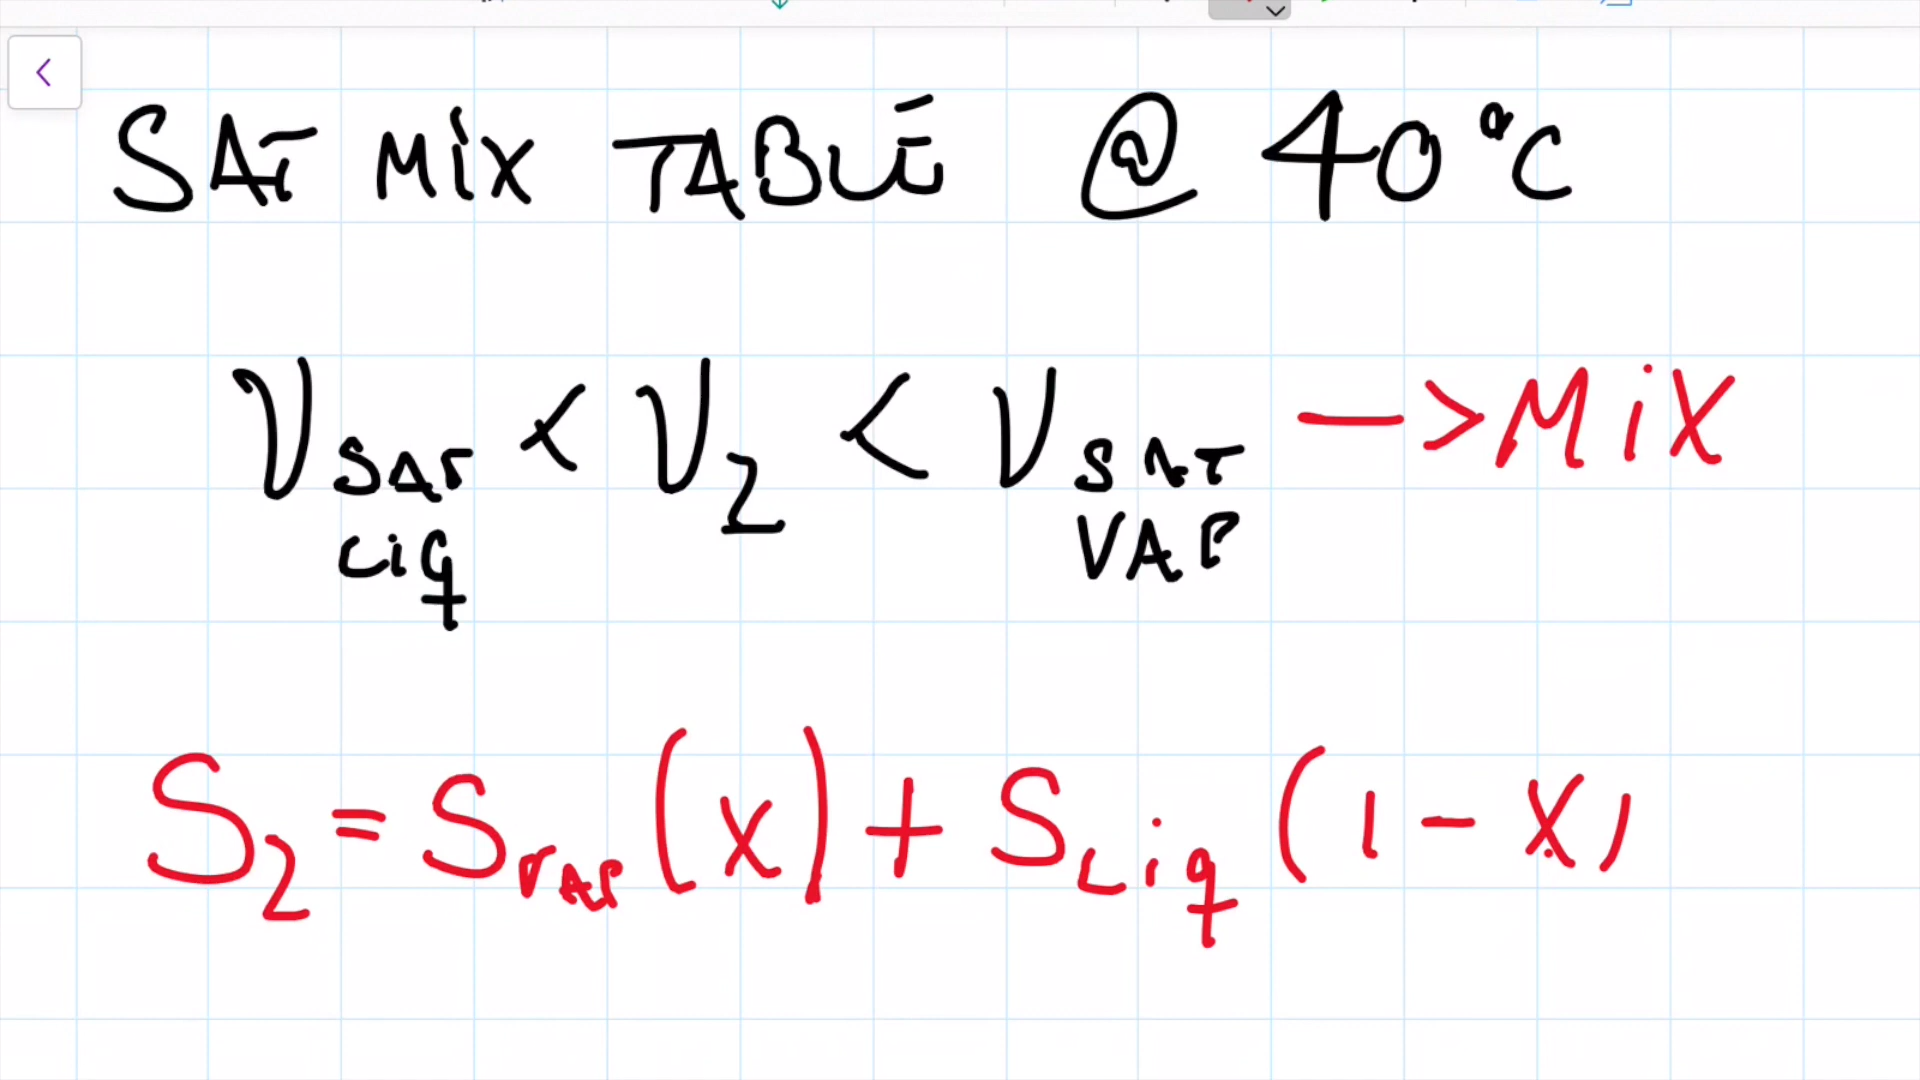 SAT MIX TABLE @ 40°C
V SAT LIQ < V2 < V SAT VAP —> MIX
S2 = S VAP (X) + S LIQ (1 - X)